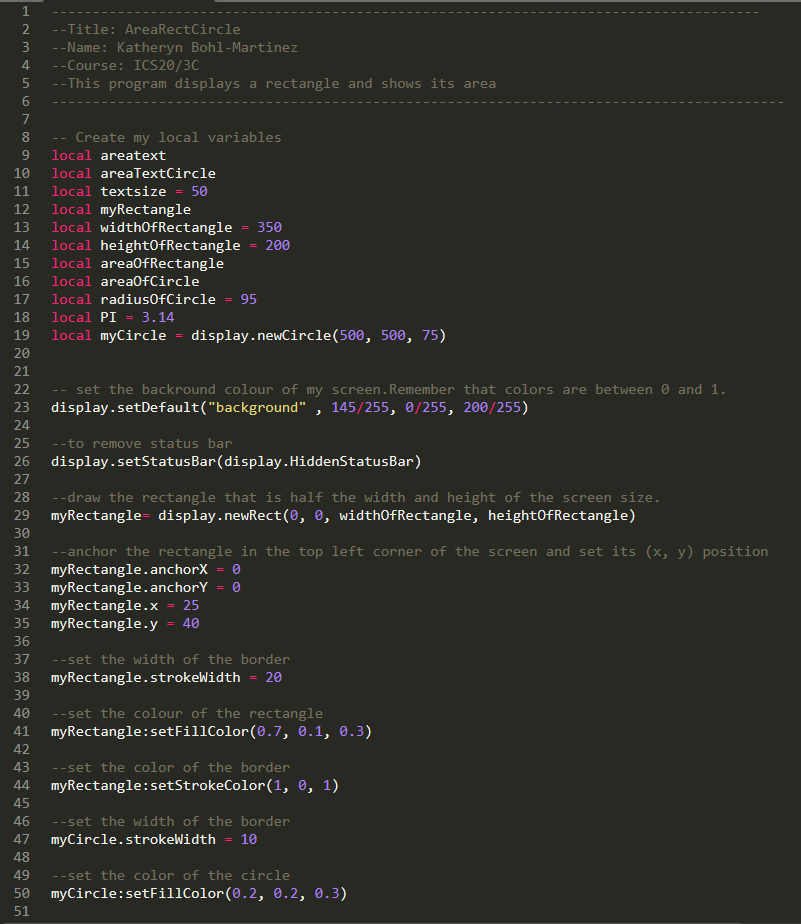 1 --------------------------------------------------------------------------------------
2 --Title: AreaRectCircle
3 --Name: Katheryn Bohl-Martinez
4 --Course: ICS20/3C
5 --This program displays a rectangle and shows its area
6 -----------------------------------------------------------------------------------------
7
8 -- Create my local variables
9 local areatext
10 local areaTextCircle
11 local textsize = 50
12 local myRectangle
13 local widthOfRectangle = 350
14 local heightOfRectangle = 200
15 local areaOfRectangle
16 local areaOfCircle
17 local radiusOfCircle = 95
18 local PI = 3.14
19 local myCircle = display.newCircle(500, 500, 75)
20
21
22 -- set the backround colour of my screen.Remember that colors are between 0 and 1.
23 display.setDefault("background" , 145/255, 0/255, 200/255)
24
25 --to remove status bar
26 display.setStatusBar(display.HiddenStatusBar)
27
28 --draw the rectangle that is half the width and height of the screen size.
29 myRectangle= display.newRect(0, 0, widthOfRectangle, heightOfRectangle)
30
31 --anchor the rectangle in the top left corner of the screen and set its (x, y) position
32 myRectangle.anchorX = 0
33 myRectangle.anchorY = 0
34 myRectangle.x = 25
35 myRectangle.y = 40
36
37 --set the width of the border
38 myRectangle.strokeWidth = 20
39
40 --set the colour of the rectangle
41 myRectangle:setFillColor(0.7, 0.1, 0.3)
42
43 --set the color of the border
44 myRectangle:setStrokeColor(1, 0, 1)
45
46 --set the width of the border
47 myCircle.strokeWidth = 10
48
49 --set the color of the circle
50 myCircle:setFillColor(0.2, 0.2, 0.3)
51